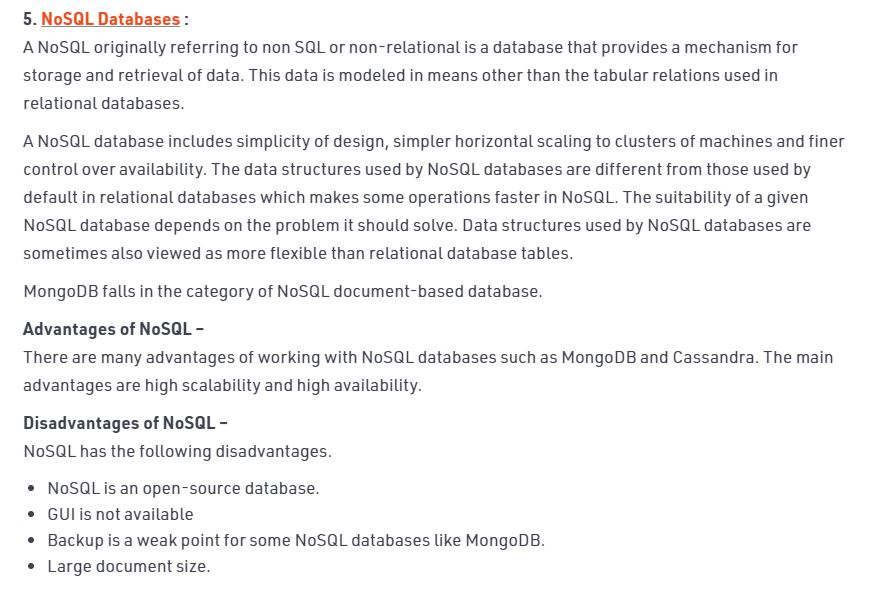 5. NoSQL Databases :
A NoSQL originally referring to non SQL or non-relational is a database that provides a mechanism for
storage and retrieval of data. This data is modeled in means other than the tabular relations used in
relational databases.
A NoSQL database includes simplicity of design, simpler horizontal scaling to clusters of machines and finer
control over availability. The data structures used by NoSQL databases are different from those used by
default in relational databases which makes some operations faster in NoSQL. The suitability of a given
NoSQL database depends on the problem it should solve. Data structures used by NoSQL databases are
sometimes also viewed as more flexible than relational database tables.
MongoDB falls in the category of NoSQL document-based database.
Advantages of NoSQL –
There are many advantages of working with NoSQL databases such as MongoDB and Cassandra. The main
advantages are high scalability and high availability.
Disadvantages of NoSQL –
NoSQL has the following disadvantages.
• NoSQL is an open-source database.
• GUI is not available
• Backup is a weak point for some NoSQL databases like MongoDB.
• Large document size.